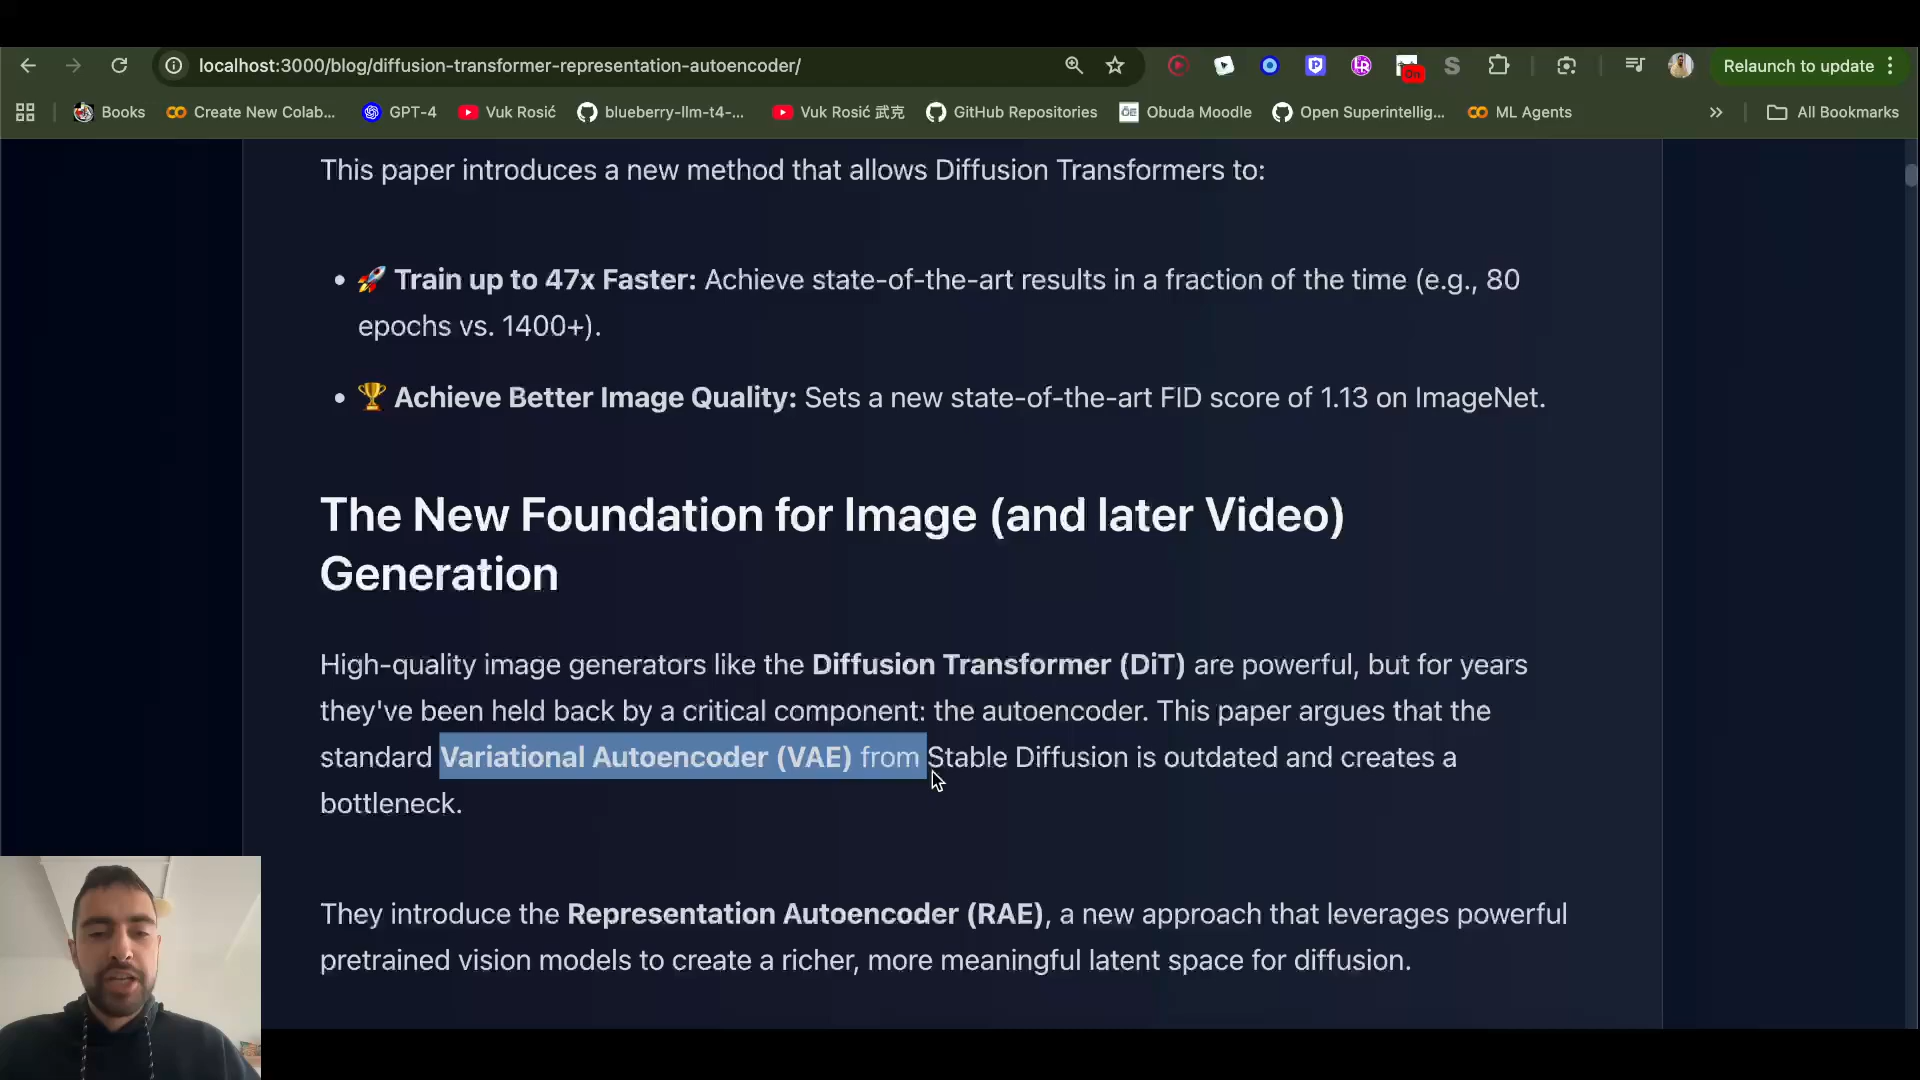 localhost:3000/blog/diffusion-transformer-representation-autoencoder/
On
S
Relaunch to update
Books
Create New Colab...
GPT-4
Vuk Rosić
blueberry-llm-t4-...
Vuk Rosić 武克
GitHub Repositories
Obuda Moodle
Open Superintellig...
ML Agents
All Bookmarks
This paper introduces a new method that allows Diffusion Transformers to:
• 🚀 Train up to 47x Faster: Achieve state-of-the-art results in a fraction of the time (e.g., 80
epochs vs. 1400+).
• 🏆 Achieve Better Image Quality: Sets a new state-of-the-art FID score of 1.13 on ImageNet.
The New Foundation for Image (and later Video)
Generation
High-quality image generators like the Diffusion Transformer (DiT) are powerful, but for years
they've been held back by a critical component: the autoencoder. This paper argues that the
standard Variational Autoencoder (VAE) from Stable Diffusion is outdated and creates a
bottleneck.
They introduce the Representation Autoencoder (RAE), a new approach that leverages powerful
pretrained vision models to create a richer, more meaningful latent space for diffusion.